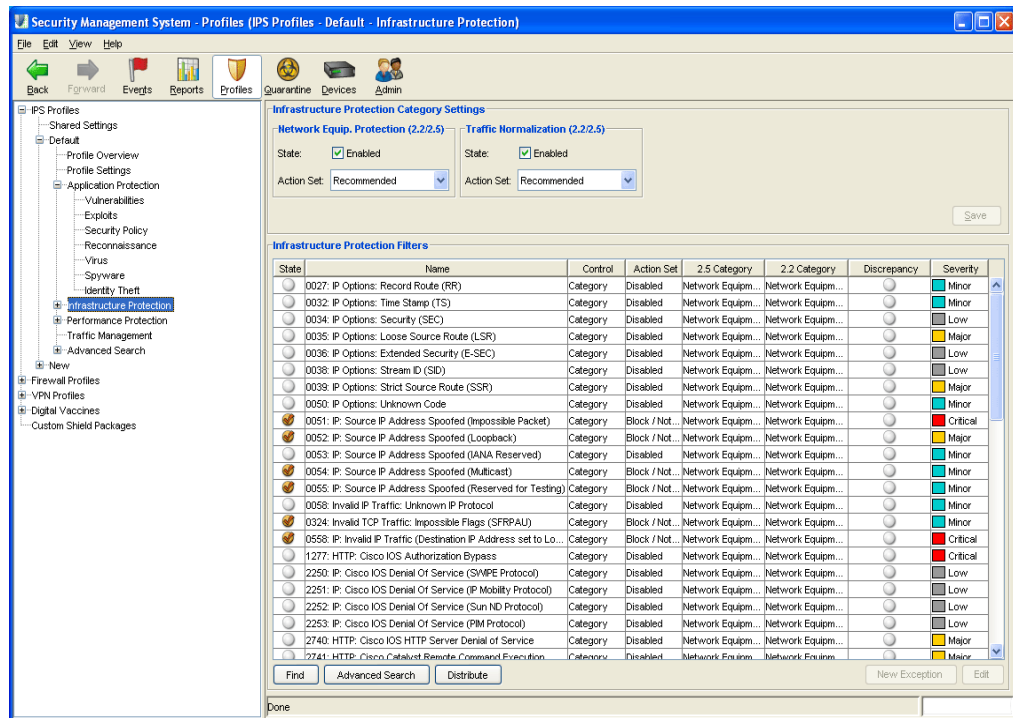 Security Management System - Profiles (IPS Profiles - Default - Infrastructure Protection)
File Edit View Help
Back Forward Events Reports Profiles Quarantine Devices Admin
IPS Profiles
Shared Settings
Default
Profile Overview
Profile Settings
Application Protection
Vulnerabilities
Exploits
Security Policy
Reconnaissance
Virus
Spyware
Identity Theft
Infrastructure Protection
Performance Protection
Traffic Management
Advanced Search
New
Firewall Profiles
VPN Profiles
Digital Vaccines
Custom Shield Packages
Infrastructure Protection Category Settings
Network Equip. Protection (2.2/2.5) Traffic Normalization (2.2/2.5)
State: Enabled State: Enabled
Action Set: Recommended Action Set: Recommended
Save
Infrastructure Protection Filters
State Name Control Action Set 2.5 Category 2.2 Category Discrepancy Severity
0027: IP Options: Record Route (RR) Category Disabled Network Equipm... Network Equipm... Minor
0032: IP Options: Time Stamp (TS) Category Disabled Network Equipm... Network Equipm... Minor
0034: IP Options: Security (SEC) Category Disabled Network Equipm... Network Equipm... Low
0035: IP Options: Loose Source Route (LSR) Category Disabled Network Equipm... Network Equipm... Major
0036: IP Options: Extended Security (E-SEC) Category Disabled Network Equipm... Network Equipm... Low
0038: IP Options: Stream ID (SID) Category Disabled Network Equipm... Network Equipm... Low
0039: IP Options: Strict Source Route (SSR) Category Disabled Network Equipm... Network Equipm... Major
0050: IP Options: Unknown Code Category Disabled Network Equipm... Network Equipm... Minor
0051: IP: Source IP Address Spoofed (Impossible Packet) Category Block / Not... Network Equipm... Network Equipm... Critical
0052: IP: Source IP Address Spoofed (Loopback) Category Block / Not... Network Equipm... Network Equipm... Major
0053: IP: Source IP Address Spoofed (IANA Reserved) Category Disabled Network Equipm... Network Equipm... Minor
0054: IP: Source IP Address Spoofed (Multicast) Category Block / Not... Network Equipm... Network Equipm... Minor
0055: IP: Source IP Address Spoofed (Reserved for Testing) Category Block / Not... Network Equipm... Network Equipm... Minor
0058: Invalid IP Traffic: Unknown IP Protocol Category Disabled Network Equipm... Network Equipm... Minor
0324: Invalid TCP Traffic: Impossible Flags (SFRPAU) Category Block / Not... Network Equipm... Network Equipm... Minor
0558: IP: Invalid IP Traffic (Destination IP Address set to Lo... Category Block / Not... Network Equipm... Network Equipm... Critical
1277: HTTP: Cisco IOS Authorization Bypass Category Disabled Network Equipm... Network Equipm... Critical
2250: IP: Cisco IOS Denial Of Service (SWIPE Protocol) Category Disabled Network Equipm... Network Equipm... Low
2251: IP: Cisco IOS Denial Of Service (IP Mobility Protocol) Category Disabled Network Equipm... Network Equipm... Low
2252: IP: Cisco IOS Denial Of Service (Sun ND Protocol) Category Disabled Network Equipm... Network Equipm... Low
2253: IP: Cisco IOS Denial Of Service (PIM Protocol) Category Disabled Network Equipm... Network Equipm... Low
2740: HTTP: Cisco IOS HTTP Server Denial of Service Category Disabled Network Equipm... Network Equipm... Major
2741: HTTP: Cisco Catalyst Remote Command Execution Category Disabled Network Equipm... Network Equipm... Major
Find Advanced Search Distribute New Exception Edit
Done